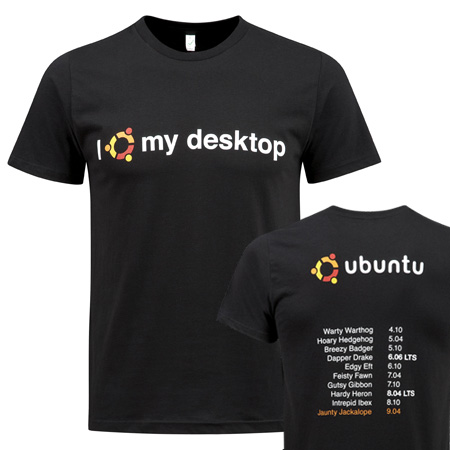 I my desktop
ubuntu
Warty Warthog 4.10
Hoary Hedgehog 5.04
Breezy Badger 5.10
Dapper Drake 6.06 LTS
Edgy Eft 6.10
Feisty Fawn 7.04
Gutsy Gibbon 7.10
Hardy Heron 8.04 LTS
Intrepid Ibex 8.10
Jaunty Jackalope 9.04